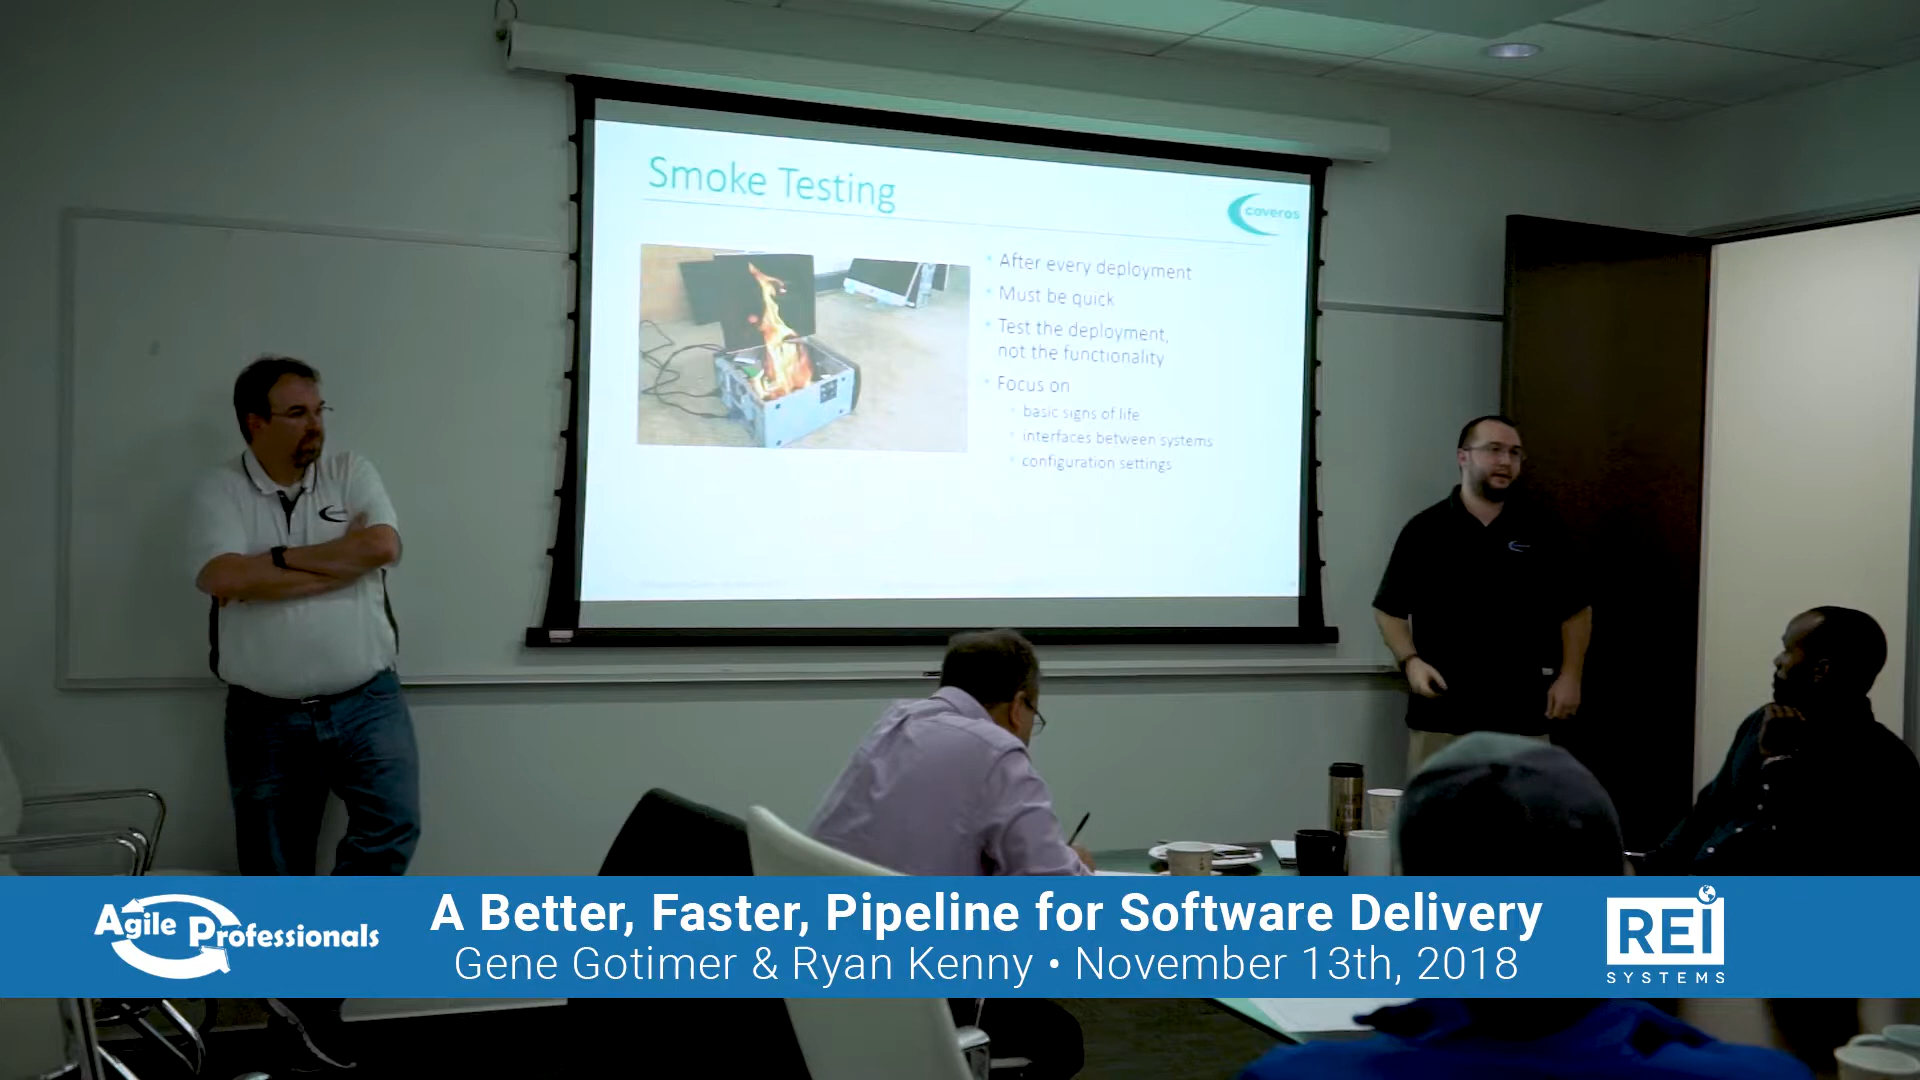 Smoke Testing
coveros
After every deployment
Must be quick
Test the deployment,
not the functionality
Focus on
basic signs of life
interfaces between systems
configuration settings
Agile Professionals
A Better, Faster, Pipeline for Software Delivery
Gene Gotimer & Ryan Kenny • November 13th, 2018
REI
SYSTEMS